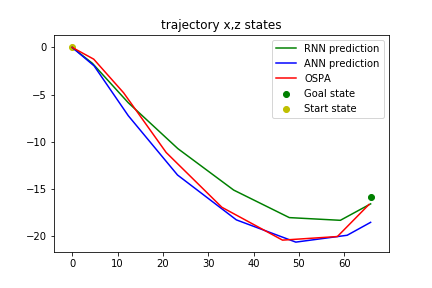 trajectory x,z states
RNN prediction
ANN prediction
OSPA
Goal state
Start state
0
−5
−10
−15
−20
0
10
20
30
40
50
60